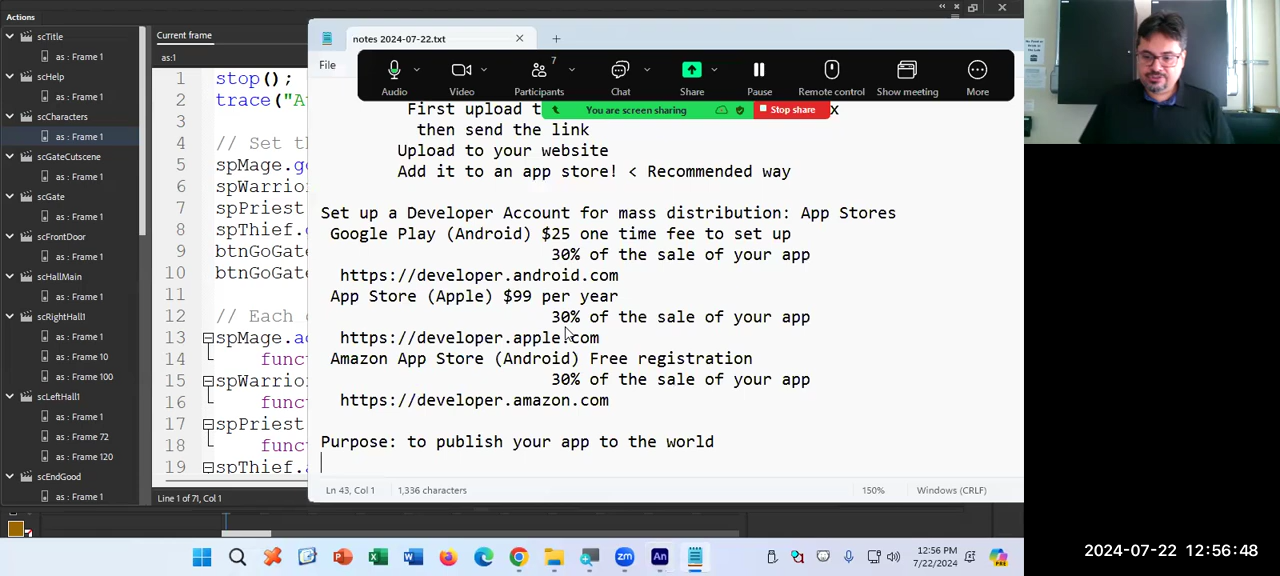 Actions
scTitle
as : Frame 1
scHelp
as : Frame 1
scCharacters
as : Frame 1
scGateCutscene
as : Frame 1
scGate
as : Frame 1
scFrontDoor
as : Frame 1
scHallMain
as : Frame 1
scRightHall1
as : Frame 1
as : Frame 10
as : Frame 100
scLeftHall1
as : Frame 1
as : Frame 72
as : Frame 120
scEndGood
as : Frame 1
Current frame
as:1
1 stop();
2 trace("A
3
4 // Set th
5 spMage.go
6 spWarrio
7 spPriest
8 spThief.
9 btnGoGat
10 btnGoGat
11
12 // Each
13 spMage.a
14 func
15 spWarrio
16 func
17 spPriest
18 func
19 spThief.
Line 1 of 71, Col 1
notes 2024-07-22.txt
File
Audio
Video
7
Participants
Chat
Share
Pause
Remote control
Show meeting
More
You are screen sharing
Stop share
First upload x
then send the link
Upload to your website
Add it to an app store! < Recommended way
Set up a Developer Account for mass distribution: App Stores
Google Play (Android) $25 one time fee to set up
30% of the sale of your app
https://developer.android.com
App Store (Apple) $99 per year
30% of the sale of your app
https://developer.apple.com
Amazon App Store (Android) Free registration
30% of the sale of your app
https://developer.amazon.com
Purpose: to publish your app to the world
Ln 43, Col 1
1,336 characters
150%
Windows (CRLF)
12:56 PM
7/22/2024
2024-07-22 12:56:48